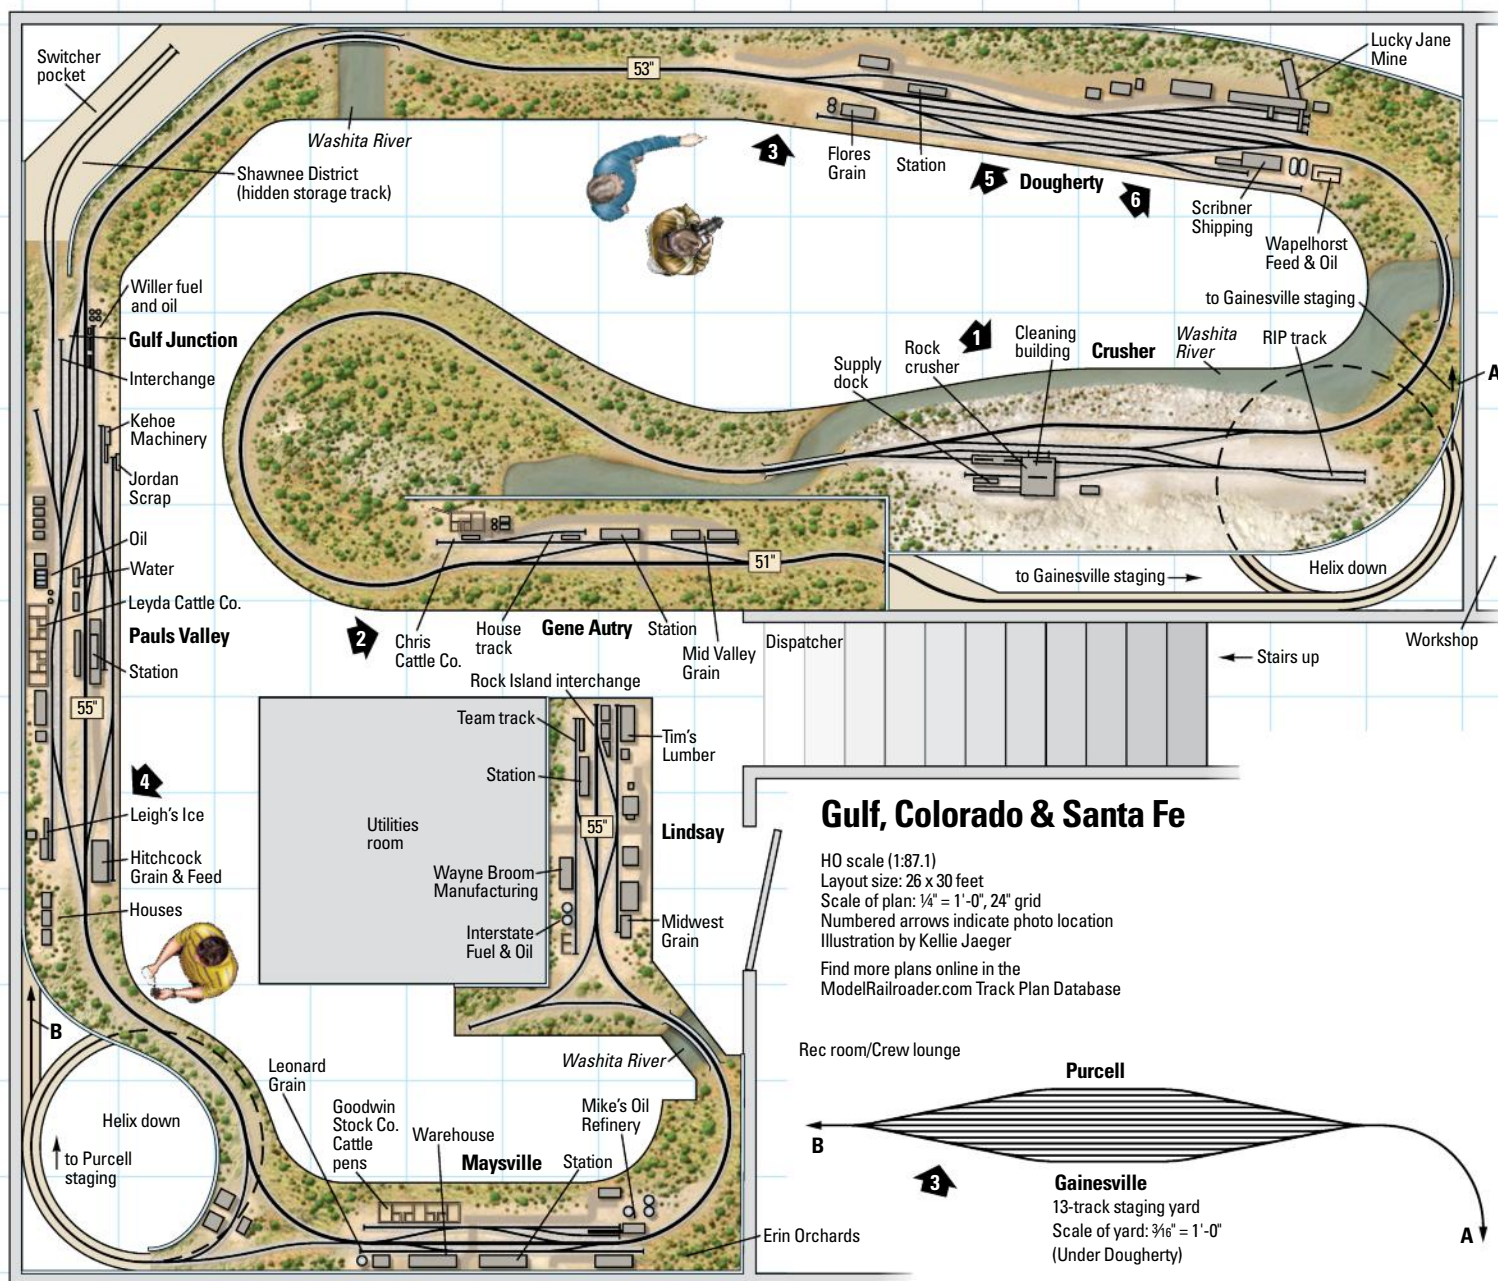 Switcher
pocket
Washita River
Shawnee District
(hidden storage track)
53"
3
Flores
Grain
Station
5
Dougherty
6
Lucky Jane
Mine
Scribner
Shipping
Wapelhorst
Feed & Oil
to Gainesville staging
Willer fuel
and oil
Gulf Junction
Interchange
Kehoe
Machinery
Jordan
Scrap
Oil
Water
Leyda Cattle Co.
Pauls Valley
Station
55"
4
Leigh's Ice
Hitchcock
Grain & Feed
Houses
1
Supply
dock
Rock
crusher
Cleaning
building
Crusher
Washita
River
RIP track
A
51"
to Gainesville staging
Helix down
2
Chris
Cattle Co.
House
track
Gene Autry
Station
Mid Valley
Grain
Dispatcher
Stairs up
Workshop
Rock Island interchange
Team track
Station
Tim's
Lumber
55"
Lindsay
Utilities
room
Wayne Broom
Manufacturing
Interstate
Fuel & Oil
Midwest
Grain
Gulf, Colorado & Santa Fe
HO scale (1:87.1)
Layout size: 26 x 30 feet
Scale of plan: ¼" = 1'-0", 24" grid
Numbered arrows indicate photo location
Illustration by Kellie Jaeger
Find more plans online in the
ModelRailroader.com Track Plan Database
B
Helix down
to Purcell
staging
Leonard
Grain
Goodwin
Stock Co.
Cattle
pens
Warehouse
Maysville
Station
Mike's Oil
Refinery
Washita River
Erin Orchards
Rec room/Crew lounge
Purcell
B
3
Gainesville
13-track staging yard
Scale of yard: 3⁄16" = 1'-0"
(Under Dougherty)
A